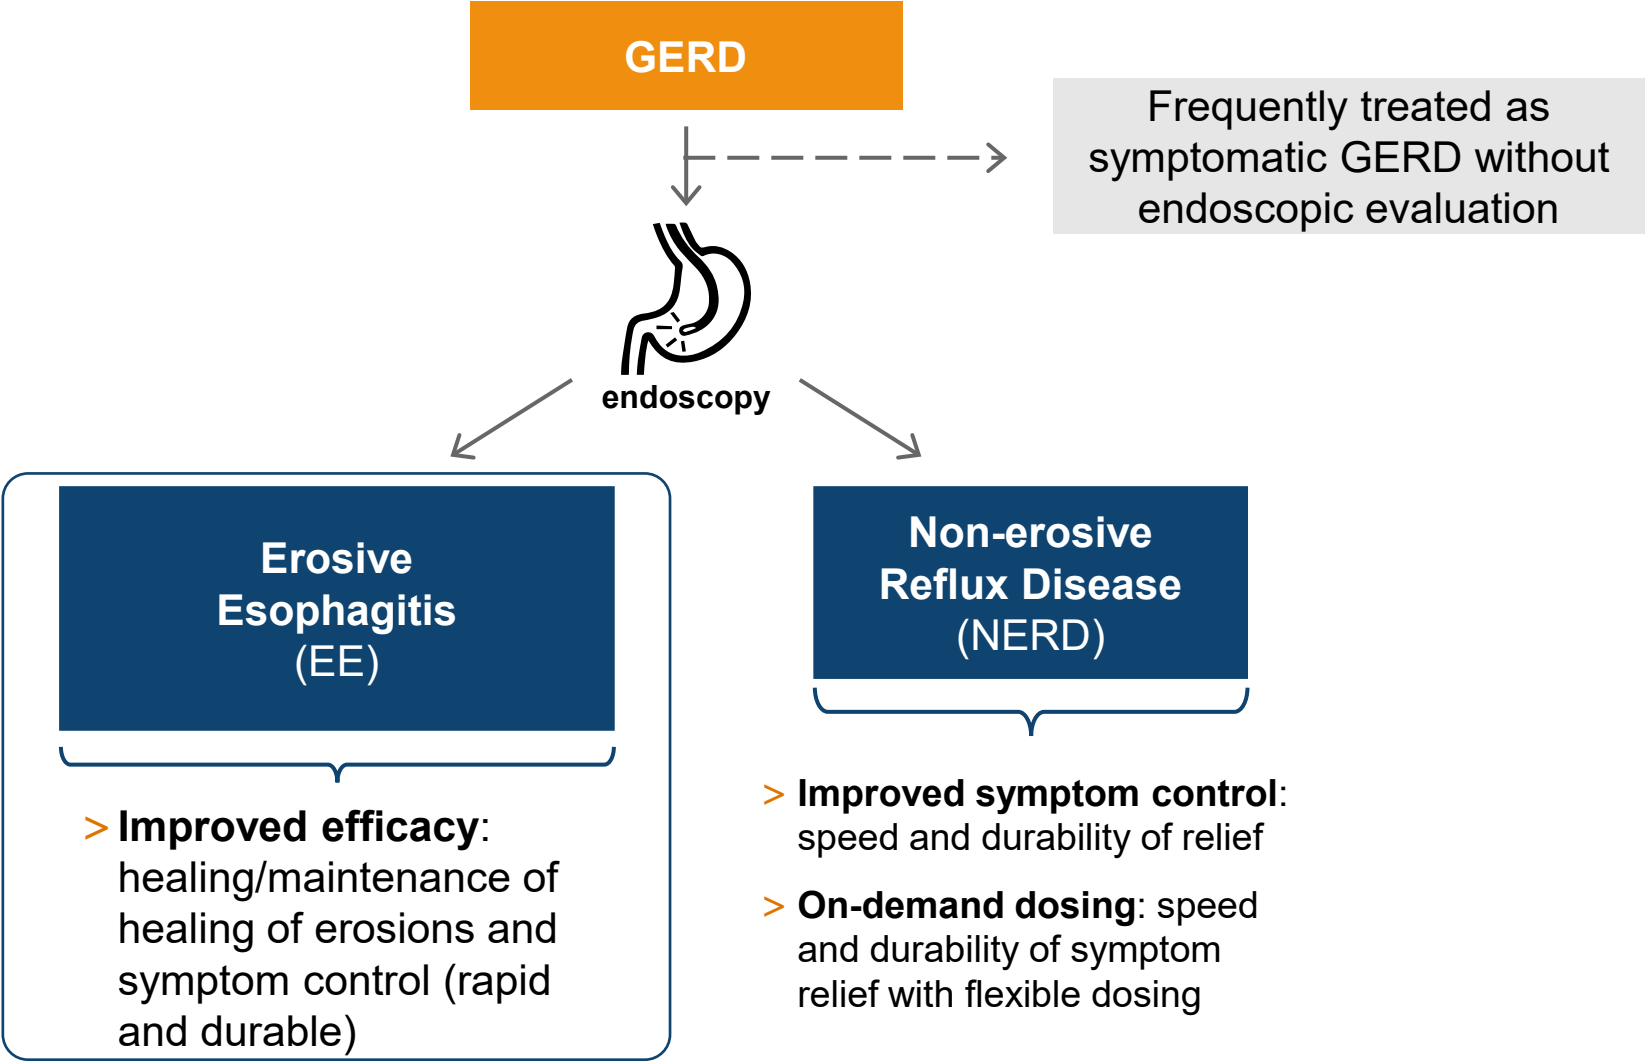 GERD
Frequently treated as
symptomatic GERD without
endoscopic evaluation
endoscopy
Erosive
Esophagitis
(EE)
Non-erosive
Reflux Disease
(NERD)
> Improved efficacy:
healing/maintenance of
healing of erosions and
symptom control (rapid
and durable)
> Improved symptom control:
speed and durability of relief
> On-demand dosing: speed
and durability of symptom
relief with flexible dosing